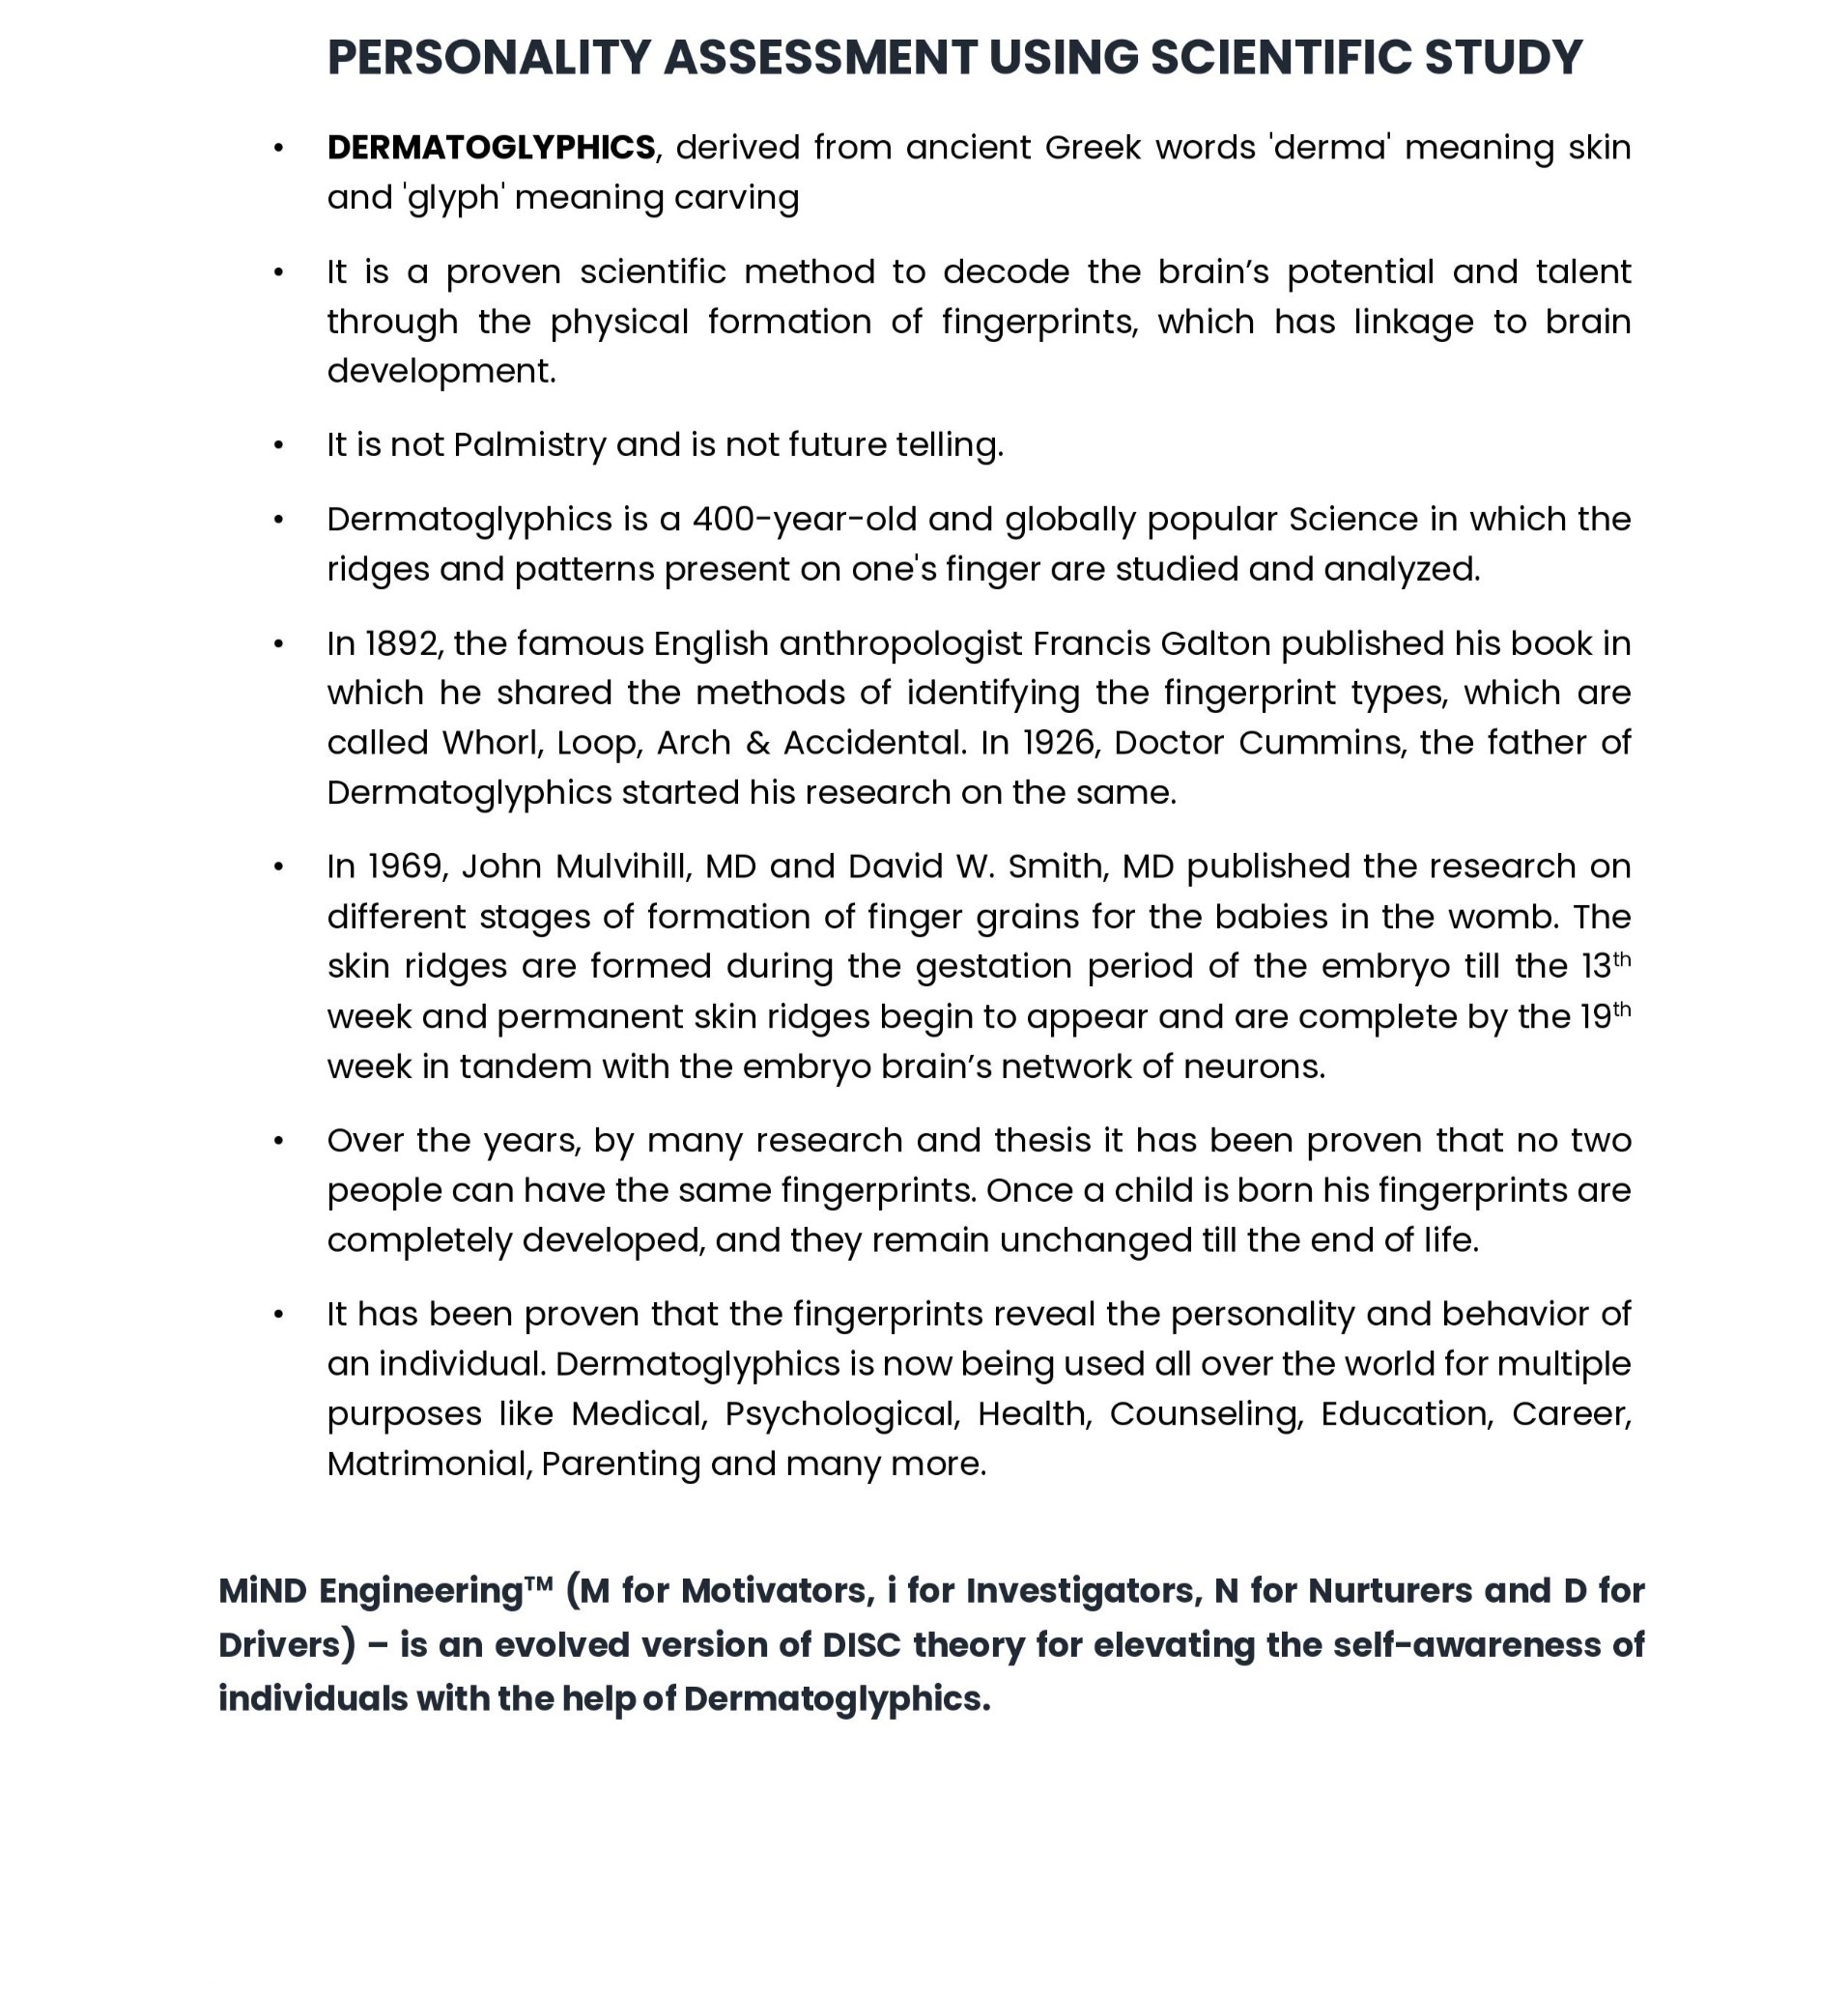 PERSONALITY ASSESSMENT USING SCIENTIFIC STUDY
• DERMATOGLYPHICS, derived from ancient Greek words 'derma' meaning skin
and 'glyph' meaning carving
• It is a proven scientific method to decode the brain’s potential and talent
through the physical formation of fingerprints, which has linkage to brain
development.
• It is not Palmistry and is not future telling.
• Dermatoglyphics is a 400-year-old and globally popular Science in which the
ridges and patterns present on one's finger are studied and analyzed.
• In 1892, the famous English anthropologist Francis Galton published his book in
which he shared the methods of identifying the fingerprint types, which are
called Whorl, Loop, Arch & Accidental. In 1926, Doctor Cummins, the father of
Dermatoglyphics started his research on the same.
• In 1969, John Mulvihill, MD and David W. Smith, MD published the research on
different stages of formation of finger grains for the babies in the womb. The
skin ridges are formed during the gestation period of the embryo till the 13th
week and permanent skin ridges begin to appear and are complete by the 19th
week in tandem with the embryo brain’s network of neurons.
• Over the years, by many research and thesis it has been proven that no two
people can have the same fingerprints. Once a child is born his fingerprints are
completely developed, and they remain unchanged till the end of life.
• It has been proven that the fingerprints reveal the personality and behavior of
an individual. Dermatoglyphics is now being used all over the world for multiple
purposes like Medical, Psychological, Health, Counseling, Education, Career,
Matrimonial, Parenting and many more.
MiND Engineering™ (M for Motivators, i for Investigators, N for Nurturers and D for
Drivers) – is an evolved version of DISC theory for elevating the self-awareness of
individuals with the help of Dermatoglyphics.